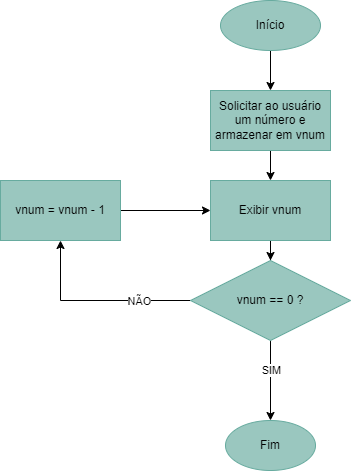 Início
Solicitar ao usuário
um número e
armazenar em vnum
vnum = vnum - 1
Exibir vnum
vnum == 0 ?
NÃO
SIM
Fim